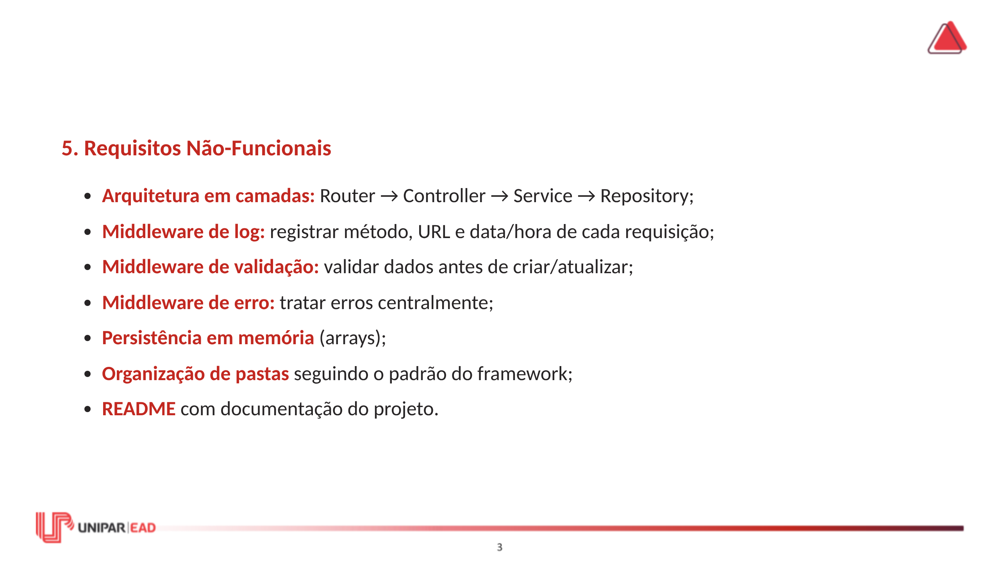 5. Requisitos Não-Funcionais
• Arquitetura em camadas: Router → Controller → Service → Repository;
• Middleware de log: registrar método, URL e data/hora de cada requisição;
• Middleware de validação: validar dados antes de criar/atualizar;
• Middleware de erro: tratar erros centralmente;
• Persistência em memória (arrays);
• Organização de pastas seguindo o padrão do framework;
• README com documentação do projeto.
UNIPAR|EAD
3